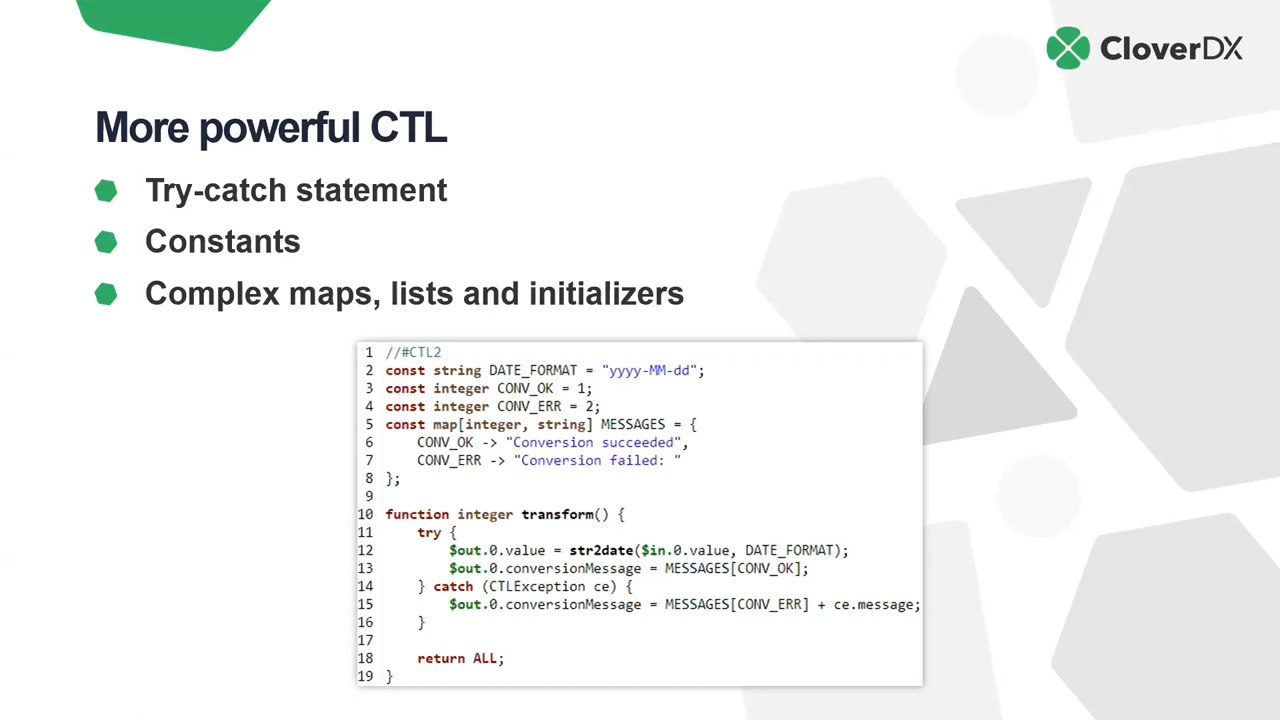 CloverDX
More powerful CTL
Try-catch statement
Constants
Complex maps, lists and initializers
1 //#CTL2
2 const string DATE_FORMAT = "yyyy-MM-dd";
3 const integer CONV_OK = 1;
4 const integer CONV_ERR = 2;
5 const map[integer, string] MESSAGES = {
6     CONV_OK -> "Conversion succeeded",
7     CONV_ERR -> "Conversion failed: "
8 };
9
10 function integer transform() {
11     try {
12         $out.0.value = str2date($in.0.value, DATE_FORMAT);
13         $out.0.conversionMessage = MESSAGES[CONV_OK];
14     } catch (CTLException ce) {
15         $out.0.conversionMessage = MESSAGES[CONV_ERR] + ce.message;
16     }
17
18     return ALL;
19 }